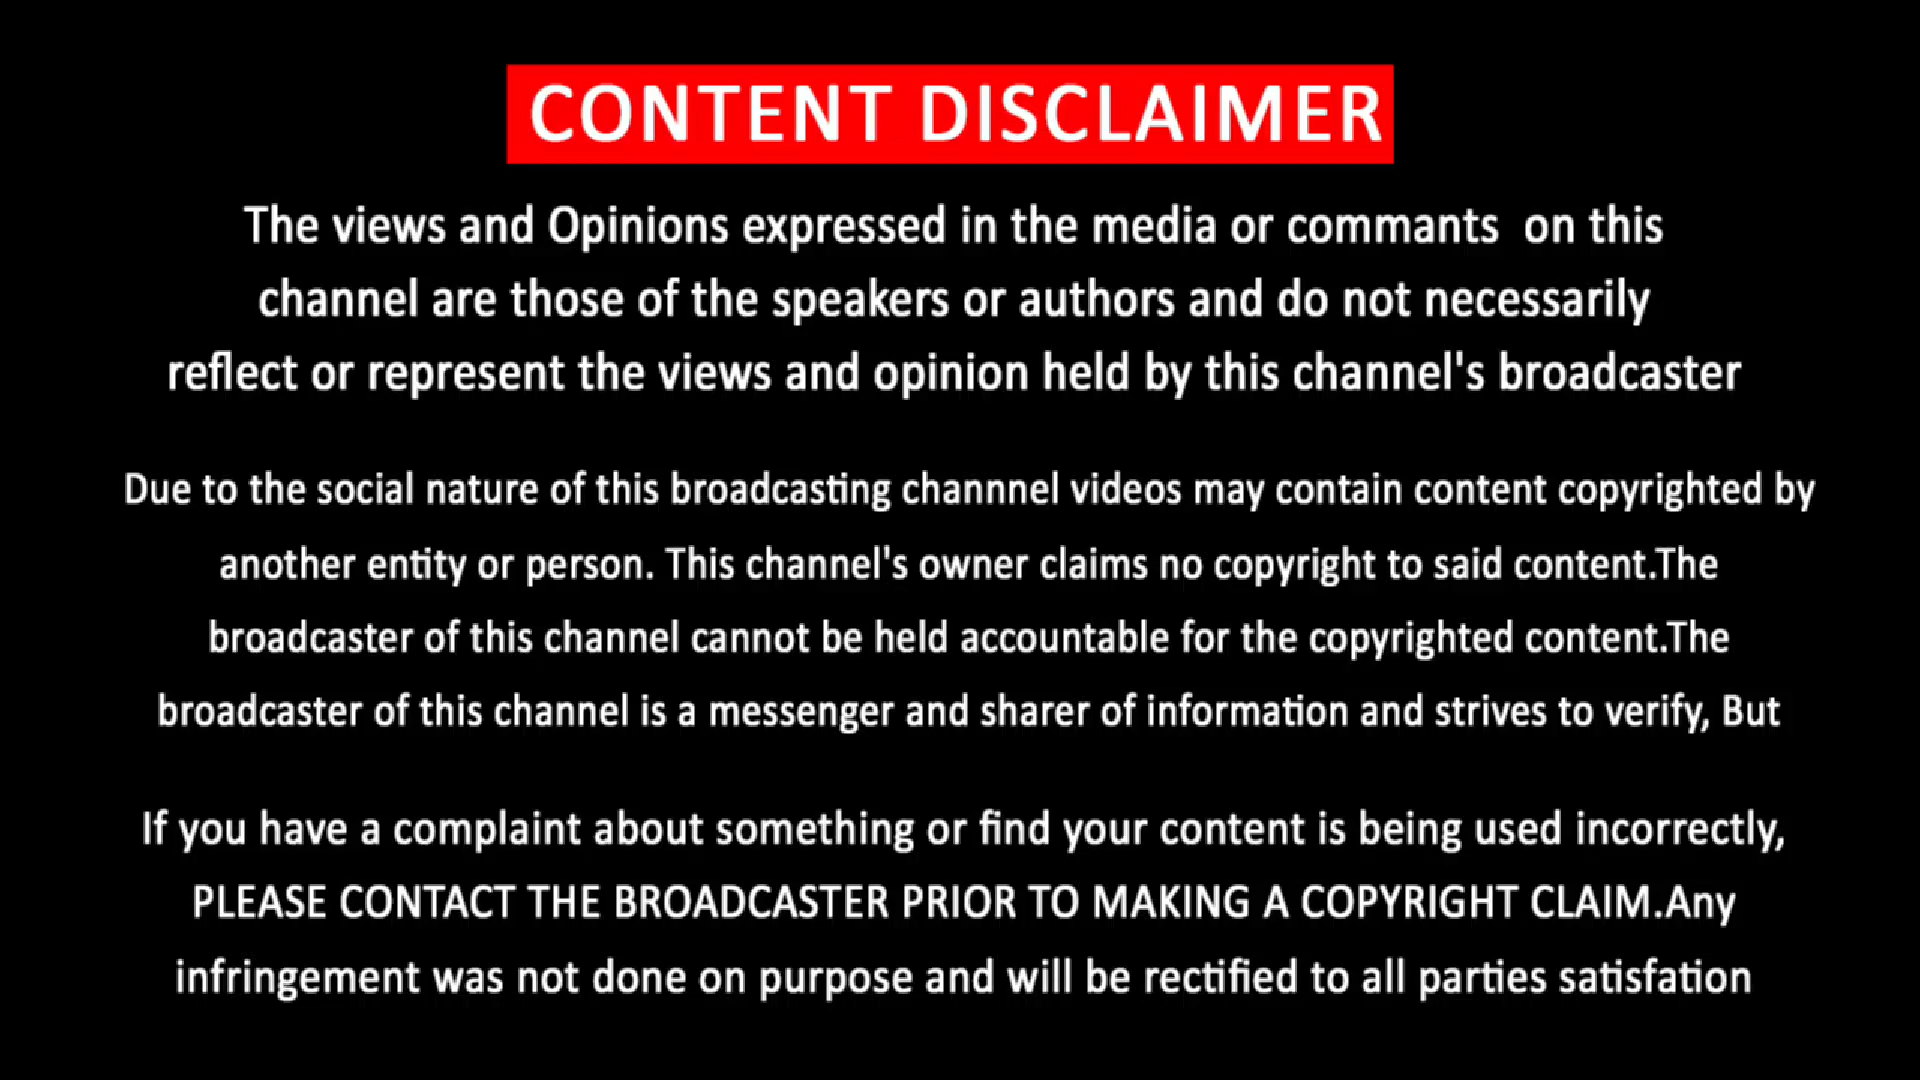 CONTENT DISCLAIMER
The views and Opinions expressed in the media or commants on this
channel are those of the speakers or authors and do not necessarily
reflect or represent the views and opinion held by this channel's broadcaster
Due to the social nature of this broadcasting channnel videos may contain content copyrighted by
another entity or person. This channel's owner claims no copyright to said content.The
broadcaster of this channel cannot be held accountable for the copyrighted content.The
broadcaster of this channel is a messenger and sharer of information and strives to verify, But
If you have a complaint about something or find your content is being used incorrectly,
PLEASE CONTACT THE BROADCASTER PRIOR TO MAKING A COPYRIGHT CLAIM.Any
infringement was not done on purpose and will be rectified to all parties satisfation